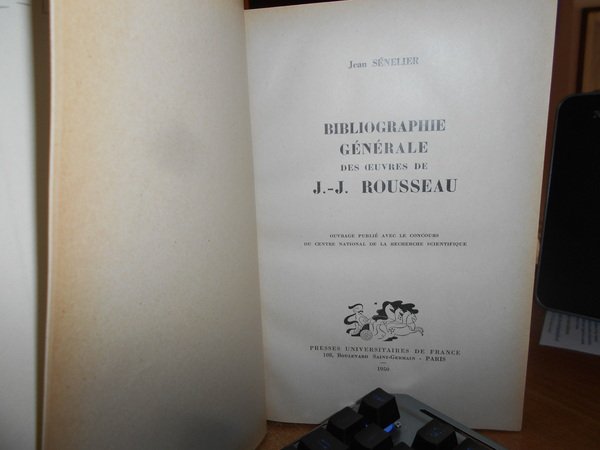 Jean SÉNELIER
BIBLIOGRAPHIE
GÉNÉRALE
DES ŒUVRES DE
J.-J. ROUSSEAU
OUVRAGE PUBLIÉ AVEC LE CONCOURS
DU CENTRE NATIONAL DE LA RECHERCHE SCIENTIFIQUE
PRESSES UNIVERSITAIRES DE FRANCE
108, BOULEVARD SAINT-GERMAIN - PARIS
1950